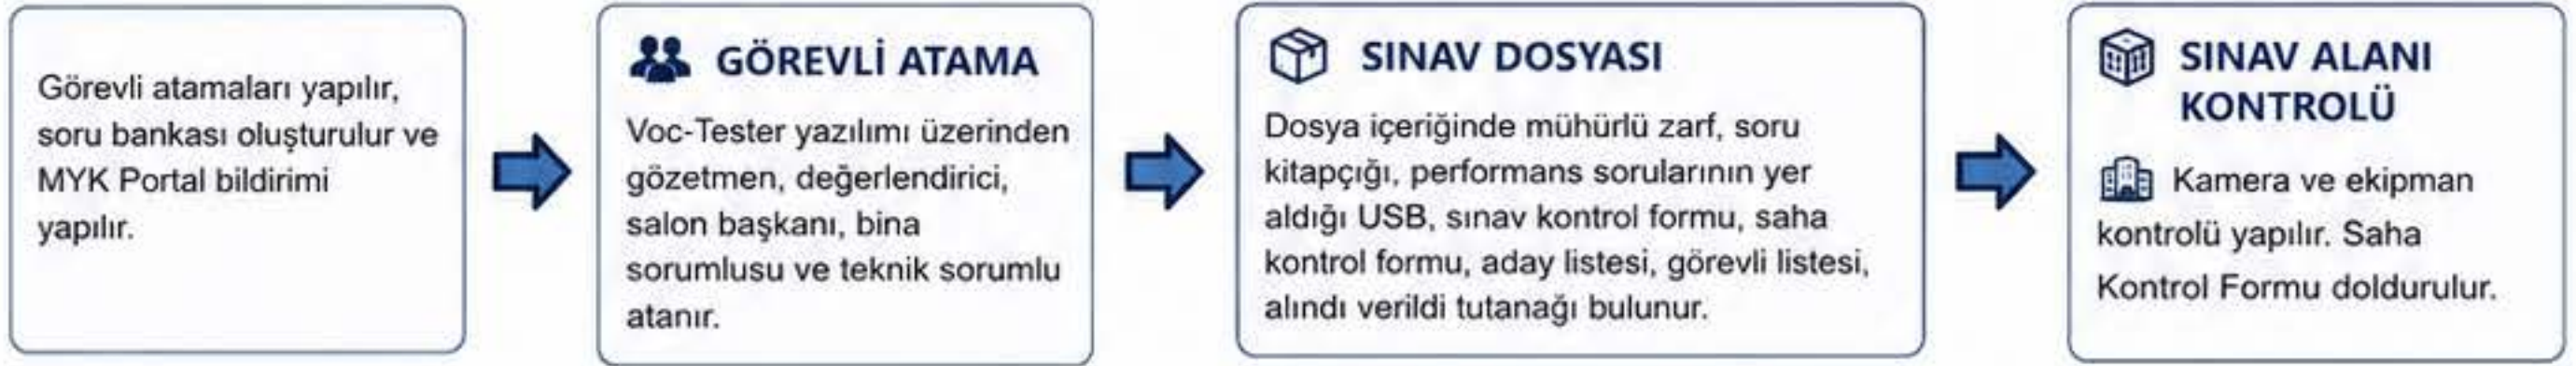 Görevli atamaları yapılır,
soru bankası oluşturulur ve
MYK Portal bildirimi
yapılır.
GÖREVLİ ATAMA
Voc-Tester yazılımı üzerinden
gözetmen, değerlendirici,
salon başkanı, bina
sorumlusu ve teknik sorumlu
atanır.
SINAV DOSYASI
Dosya içeriğinde mühürlü zarf, soru
kitapçığı, performans sorularının yer
aldığı USB, sınav kontrol formu, saha
kontrol formu, aday listesi, görevli listesi,
alındı verildi tutanağı bulunur.
SINAV ALANI
KONTROLÜ
Kamera ve ekipman
kontrolü yapılır. Saha
Kontrol Formu doldurulur.